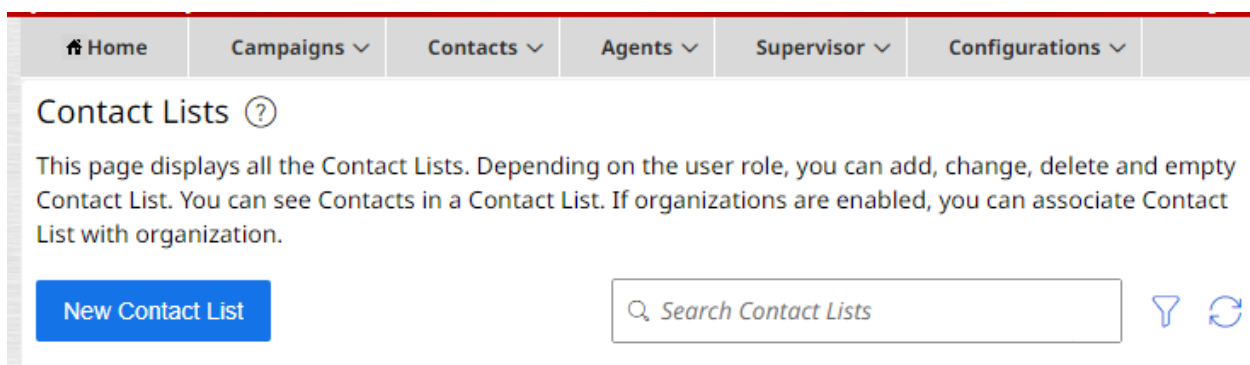 Home Campaigns Contacts Agents Supervisor Configurations
Contact Lists ?
This page displays all the Contact Lists. Depending on the user role, you can add, change, delete and empty
Contact List. You can see Contacts in a Contact List. If organizations are enabled, you can associate Contact
List with organization.
New Contact List Search Contact Lists